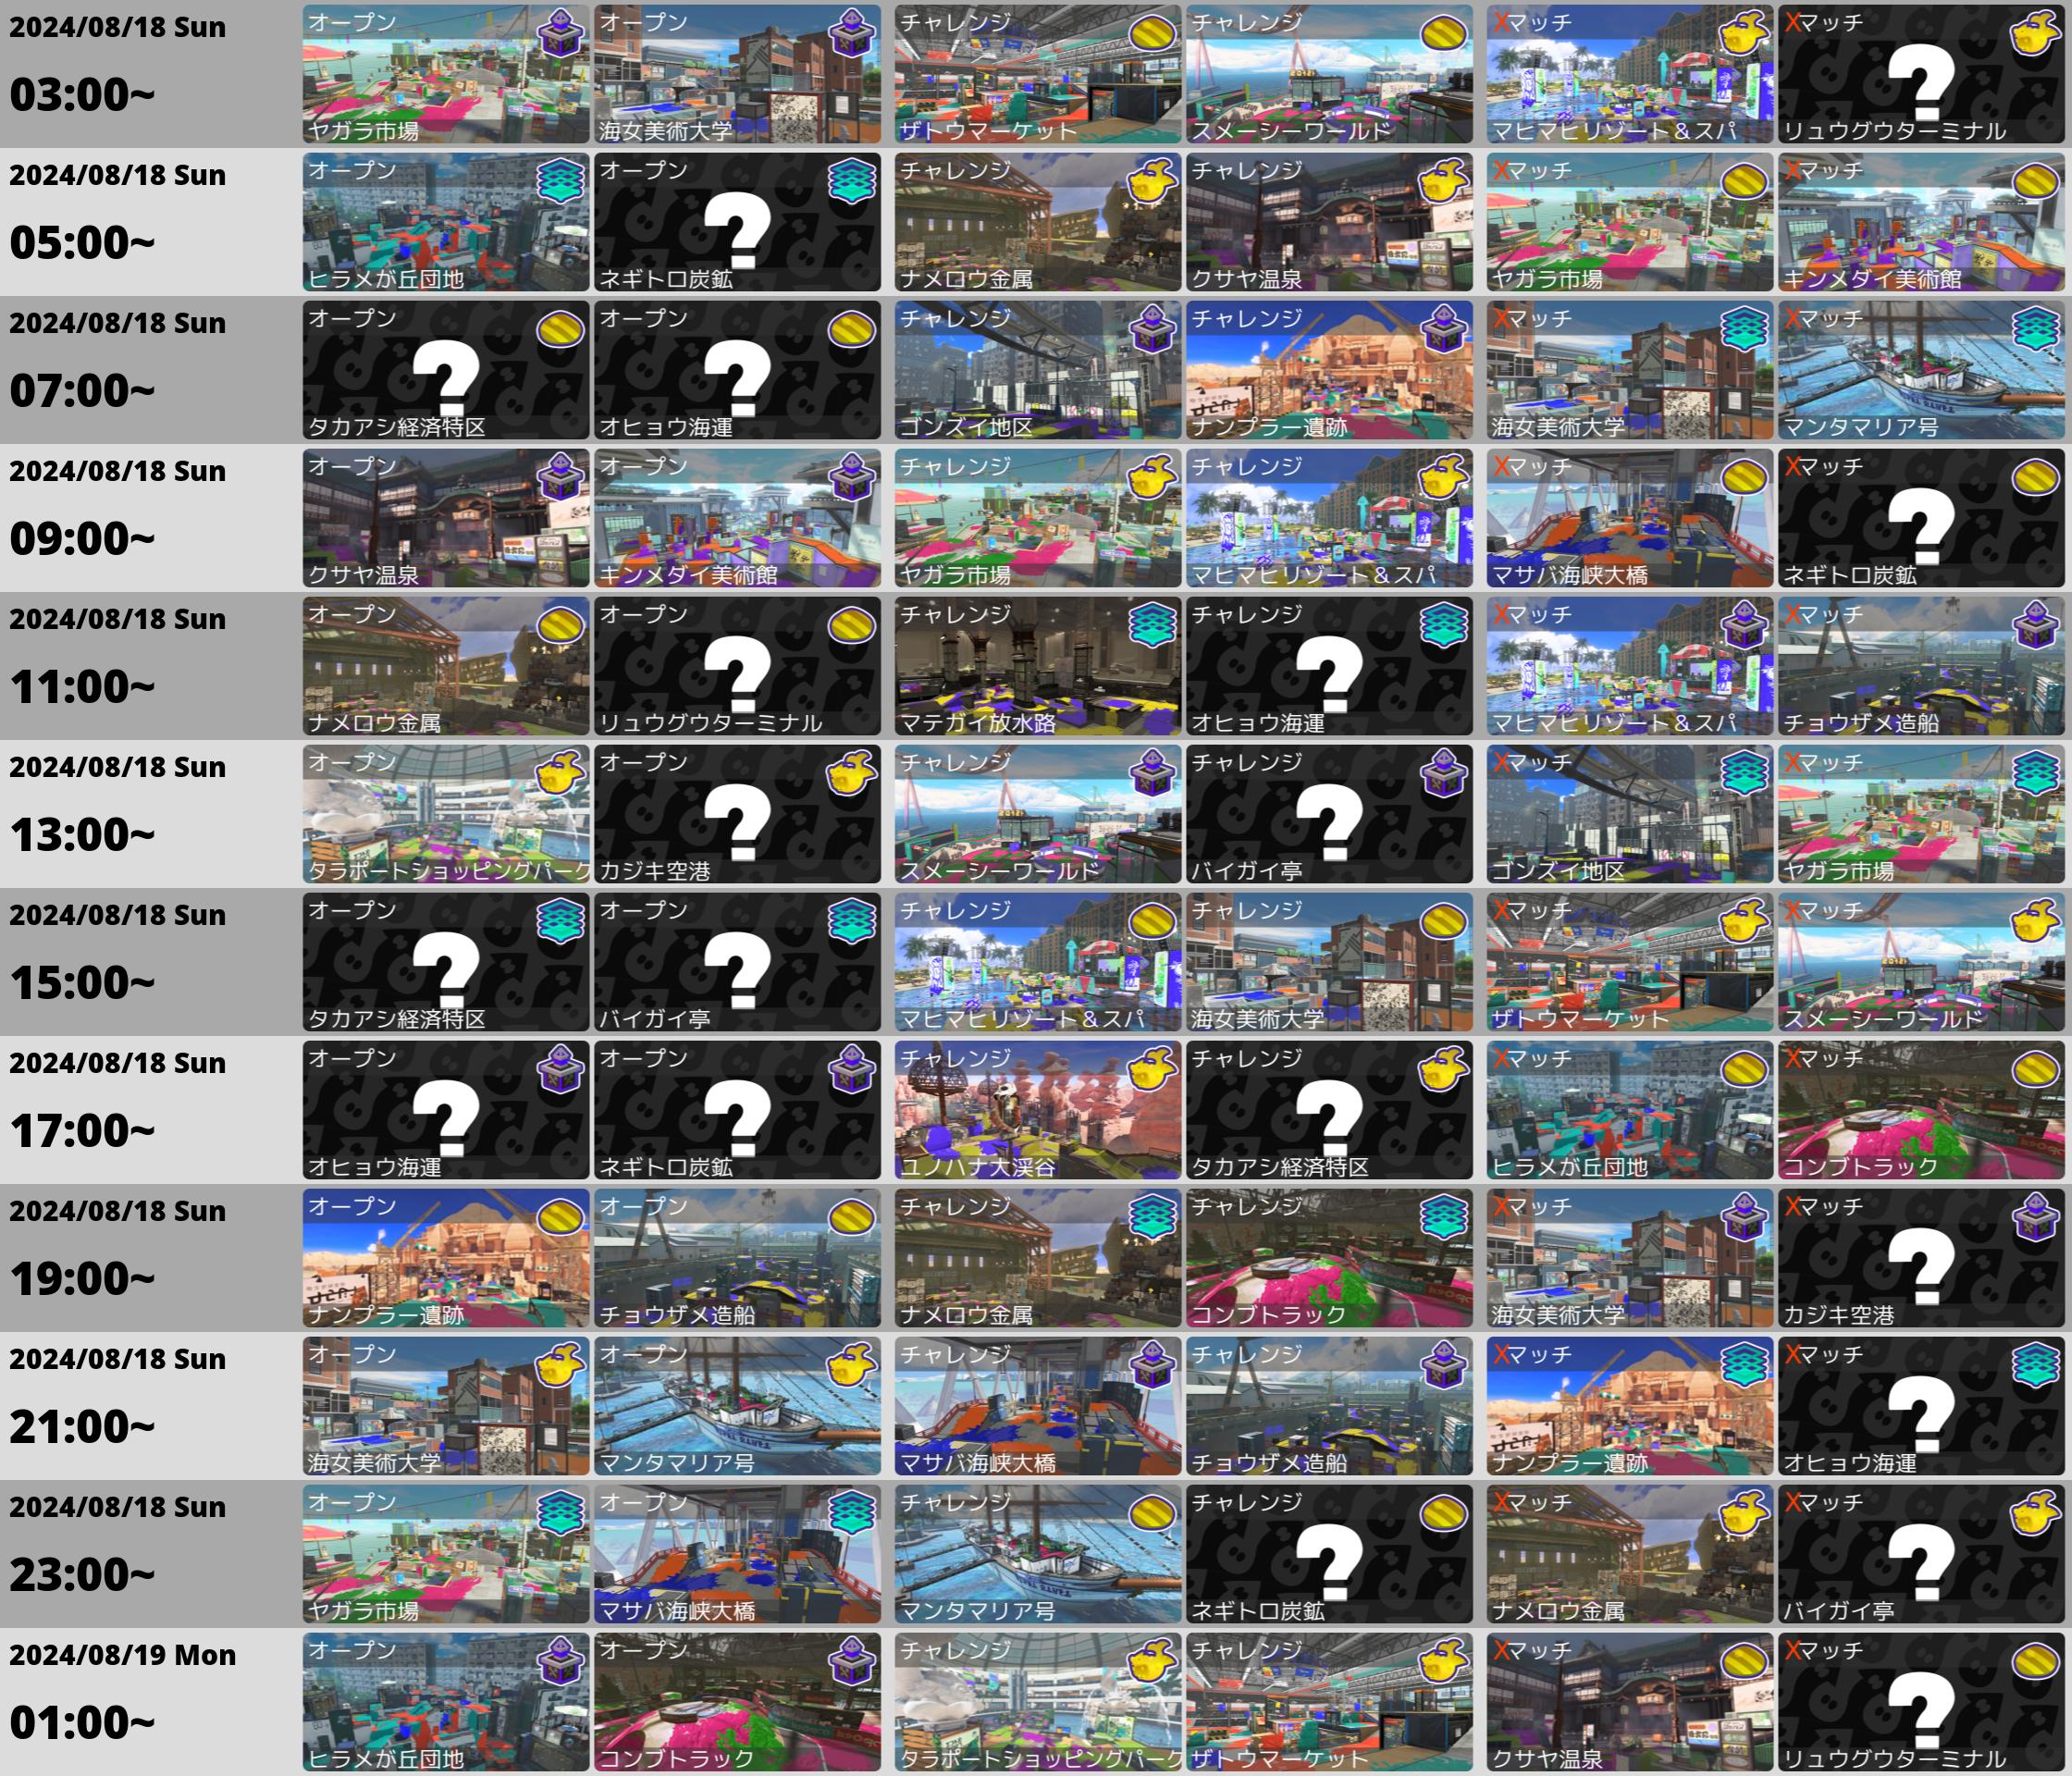 2024/08/18 Sun
03:00~
オープン
ヤガラ市場
オープン
海女美術大学
チャレンジ
ザトウマーケット
チャレンジ
スメーシーワールド
Xマッチ
マヒマヒリゾート＆スパ
Xマッチ
リュウグウターミナル
2024/08/18 Sun
05:00~
オープン
ヒラメが丘団地
オープン
ネギトロ炭鉱
チャレンジ
ナメロウ金属
チャレンジ
クサヤ温泉
Xマッチ
ヤガラ市場
Xマッチ
キンメダイ美術館
2024/08/18 Sun
07:00~
オープン
タカアシ経済特区
オープン
オヒョウ海運
チャレンジ
ゴンズイ地区
チャレンジ
ナンプラー遺跡
Xマッチ
海女美術大学
Xマッチ
マンタマリア号
2024/08/18 Sun
09:00~
オープン
クサヤ温泉
オープン
キンメダイ美術館
チャレンジ
ヤガラ市場
チャレンジ
マヒマヒリゾート＆スパ
Xマッチ
マサバ海峡大橋
Xマッチ
ネギトロ炭鉱
2024/08/18 Sun
11:00~
オープン
ナメロウ金属
オープン
リュウグウターミナル
チャレンジ
マテガイ放水路
チャレンジ
オヒョウ海運
Xマッチ
マヒマヒリゾート＆スパ
Xマッチ
チョウザメ造船
2024/08/18 Sun
13:00~
オープン
タラポートショッピングパーク
オープン
カジキ空港
チャレンジ
スメーシーワールド
チャレンジ
バイガイ亭
Xマッチ
ゴンズイ地区
Xマッチ
ヤガラ市場
2024/08/18 Sun
15:00~
オープン
タカアシ経済特区
オープン
バイガイ亭
チャレンジ
マヒマヒリゾート＆スパ
チャレンジ
海女美術大学
Xマッチ
ザトウマーケット
Xマッチ
スメーシーワールド
2024/08/18 Sun
17:00~
オープン
オヒョウ海運
オープン
ネギトロ炭鉱
チャレンジ
ユノハナ大渓谷
チャレンジ
タカアシ経済特区
Xマッチ
ヒラメが丘団地
Xマッチ
コンブトラック
2024/08/18 Sun
19:00~
オープン
ナンプラー遺跡
オープン
チョウザメ造船
チャレンジ
ナメロウ金属
チャレンジ
コンブトラック
Xマッチ
海女美術大学
Xマッチ
カジキ空港
2024/08/18 Sun
21:00~
オープン
海女美術大学
オープン
マンタマリア号
チャレンジ
マサバ海峡大橋
チャレンジ
チョウザメ造船
Xマッチ
ナンプラー遺跡
Xマッチ
オヒョウ海運
2024/08/18 Sun
23:00~
オープン
ヤガラ市場
オープン
マサバ海峡大橋
チャレンジ
マンタマリア号
チャレンジ
ネギトロ炭鉱
Xマッチ
ナメロウ金属
Xマッチ
バイガイ亭
2024/08/19 Mon
01:00~
オープン
ヒラメが丘団地
オープン
コンブトラック
チャレンジ
タラポートショッピングパーク
チャレンジ
ザトウマーケット
Xマッチ
クサヤ温泉
Xマッチ
リュウグウターミナル